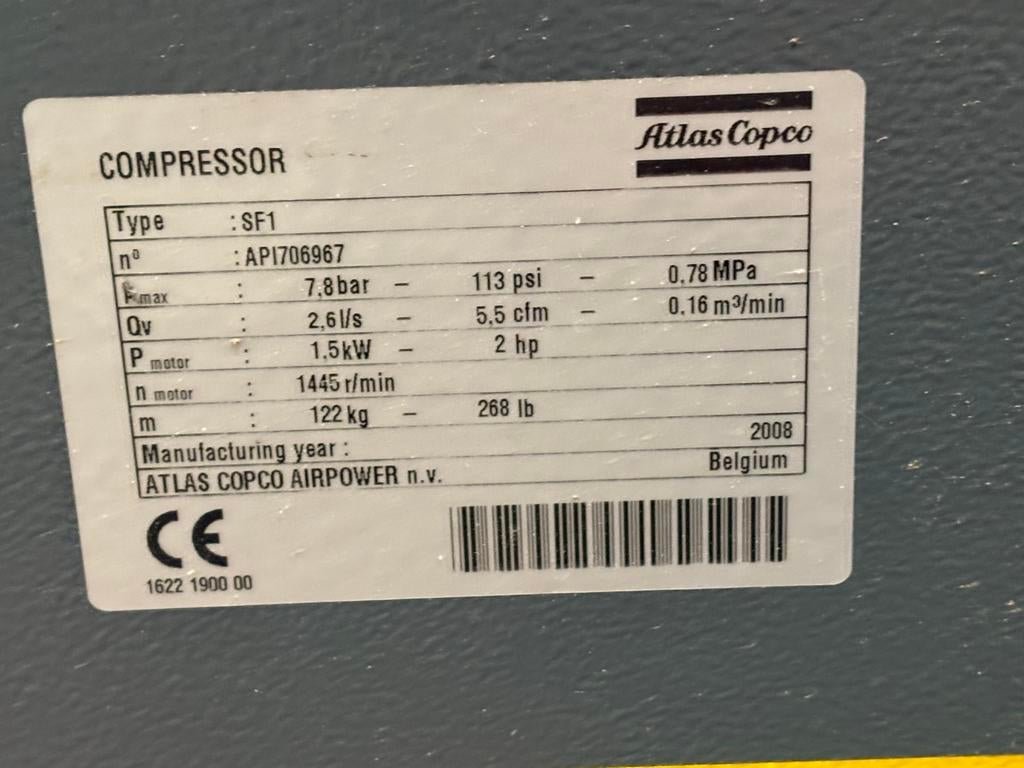 Atlas Copco
COMPRESSOR
Type : SF1
nº : API706967
Pmax : 7,8 bar – 113 psi – 0,78 MPa
Qv : 2,6 l/s – 5,5 cfm – 0.16 m³/min
P motor : 1,5 kW – 2 hp
n motor : 1445 r/min
m : 122 kg – 268 lb
Manufacturing year : 2008
ATLAS COPCO AIRPOWER n.v. Belgium
CE
1622 1900 00